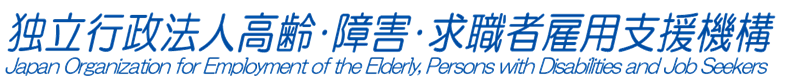 独立行政法人高齢·障害·求職者雇用支援機構
Japan Organization for Employment of the Elderly, Persons with Disabilities and Job Seekers